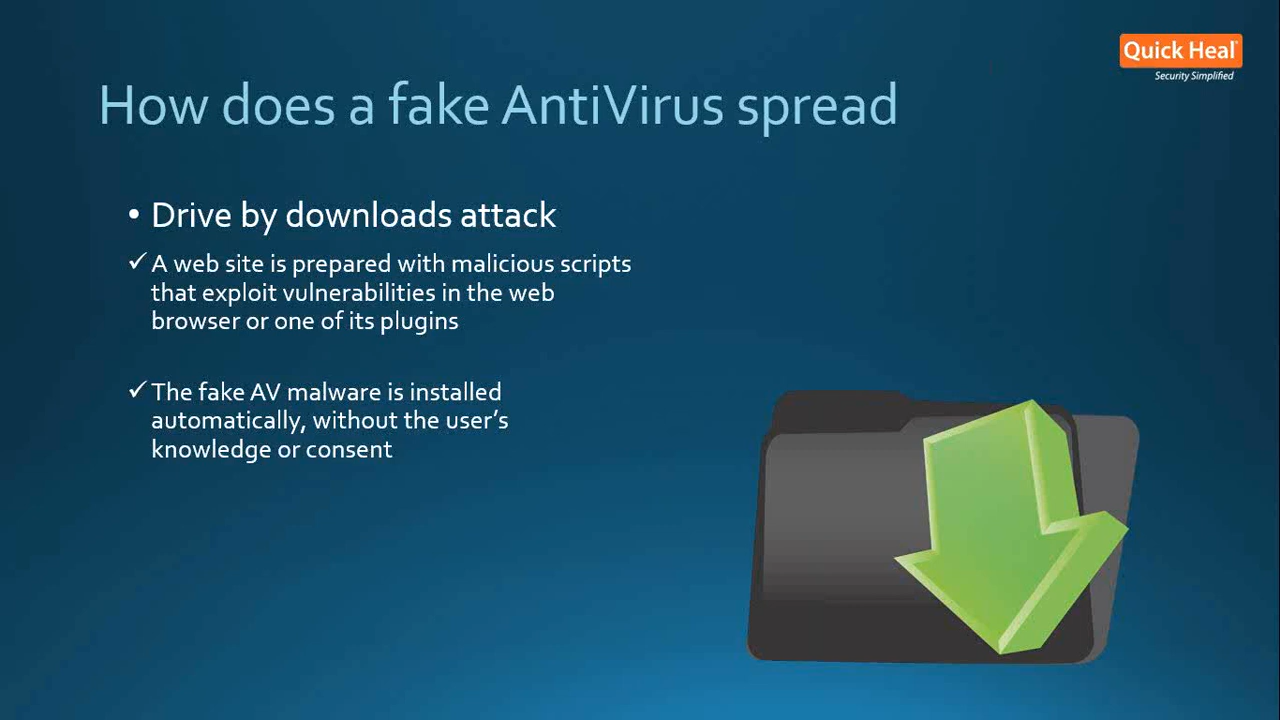 Quick Heal
Security Simplified
How does a fake AntiVirus spread
• Drive by downloads attack
✓ A web site is prepared with malicious scripts
that exploit vulnerabilities in the web
browser or one of its plugins
✓ The fake AV malware is installed
automatically, without the user's
knowledge or consent